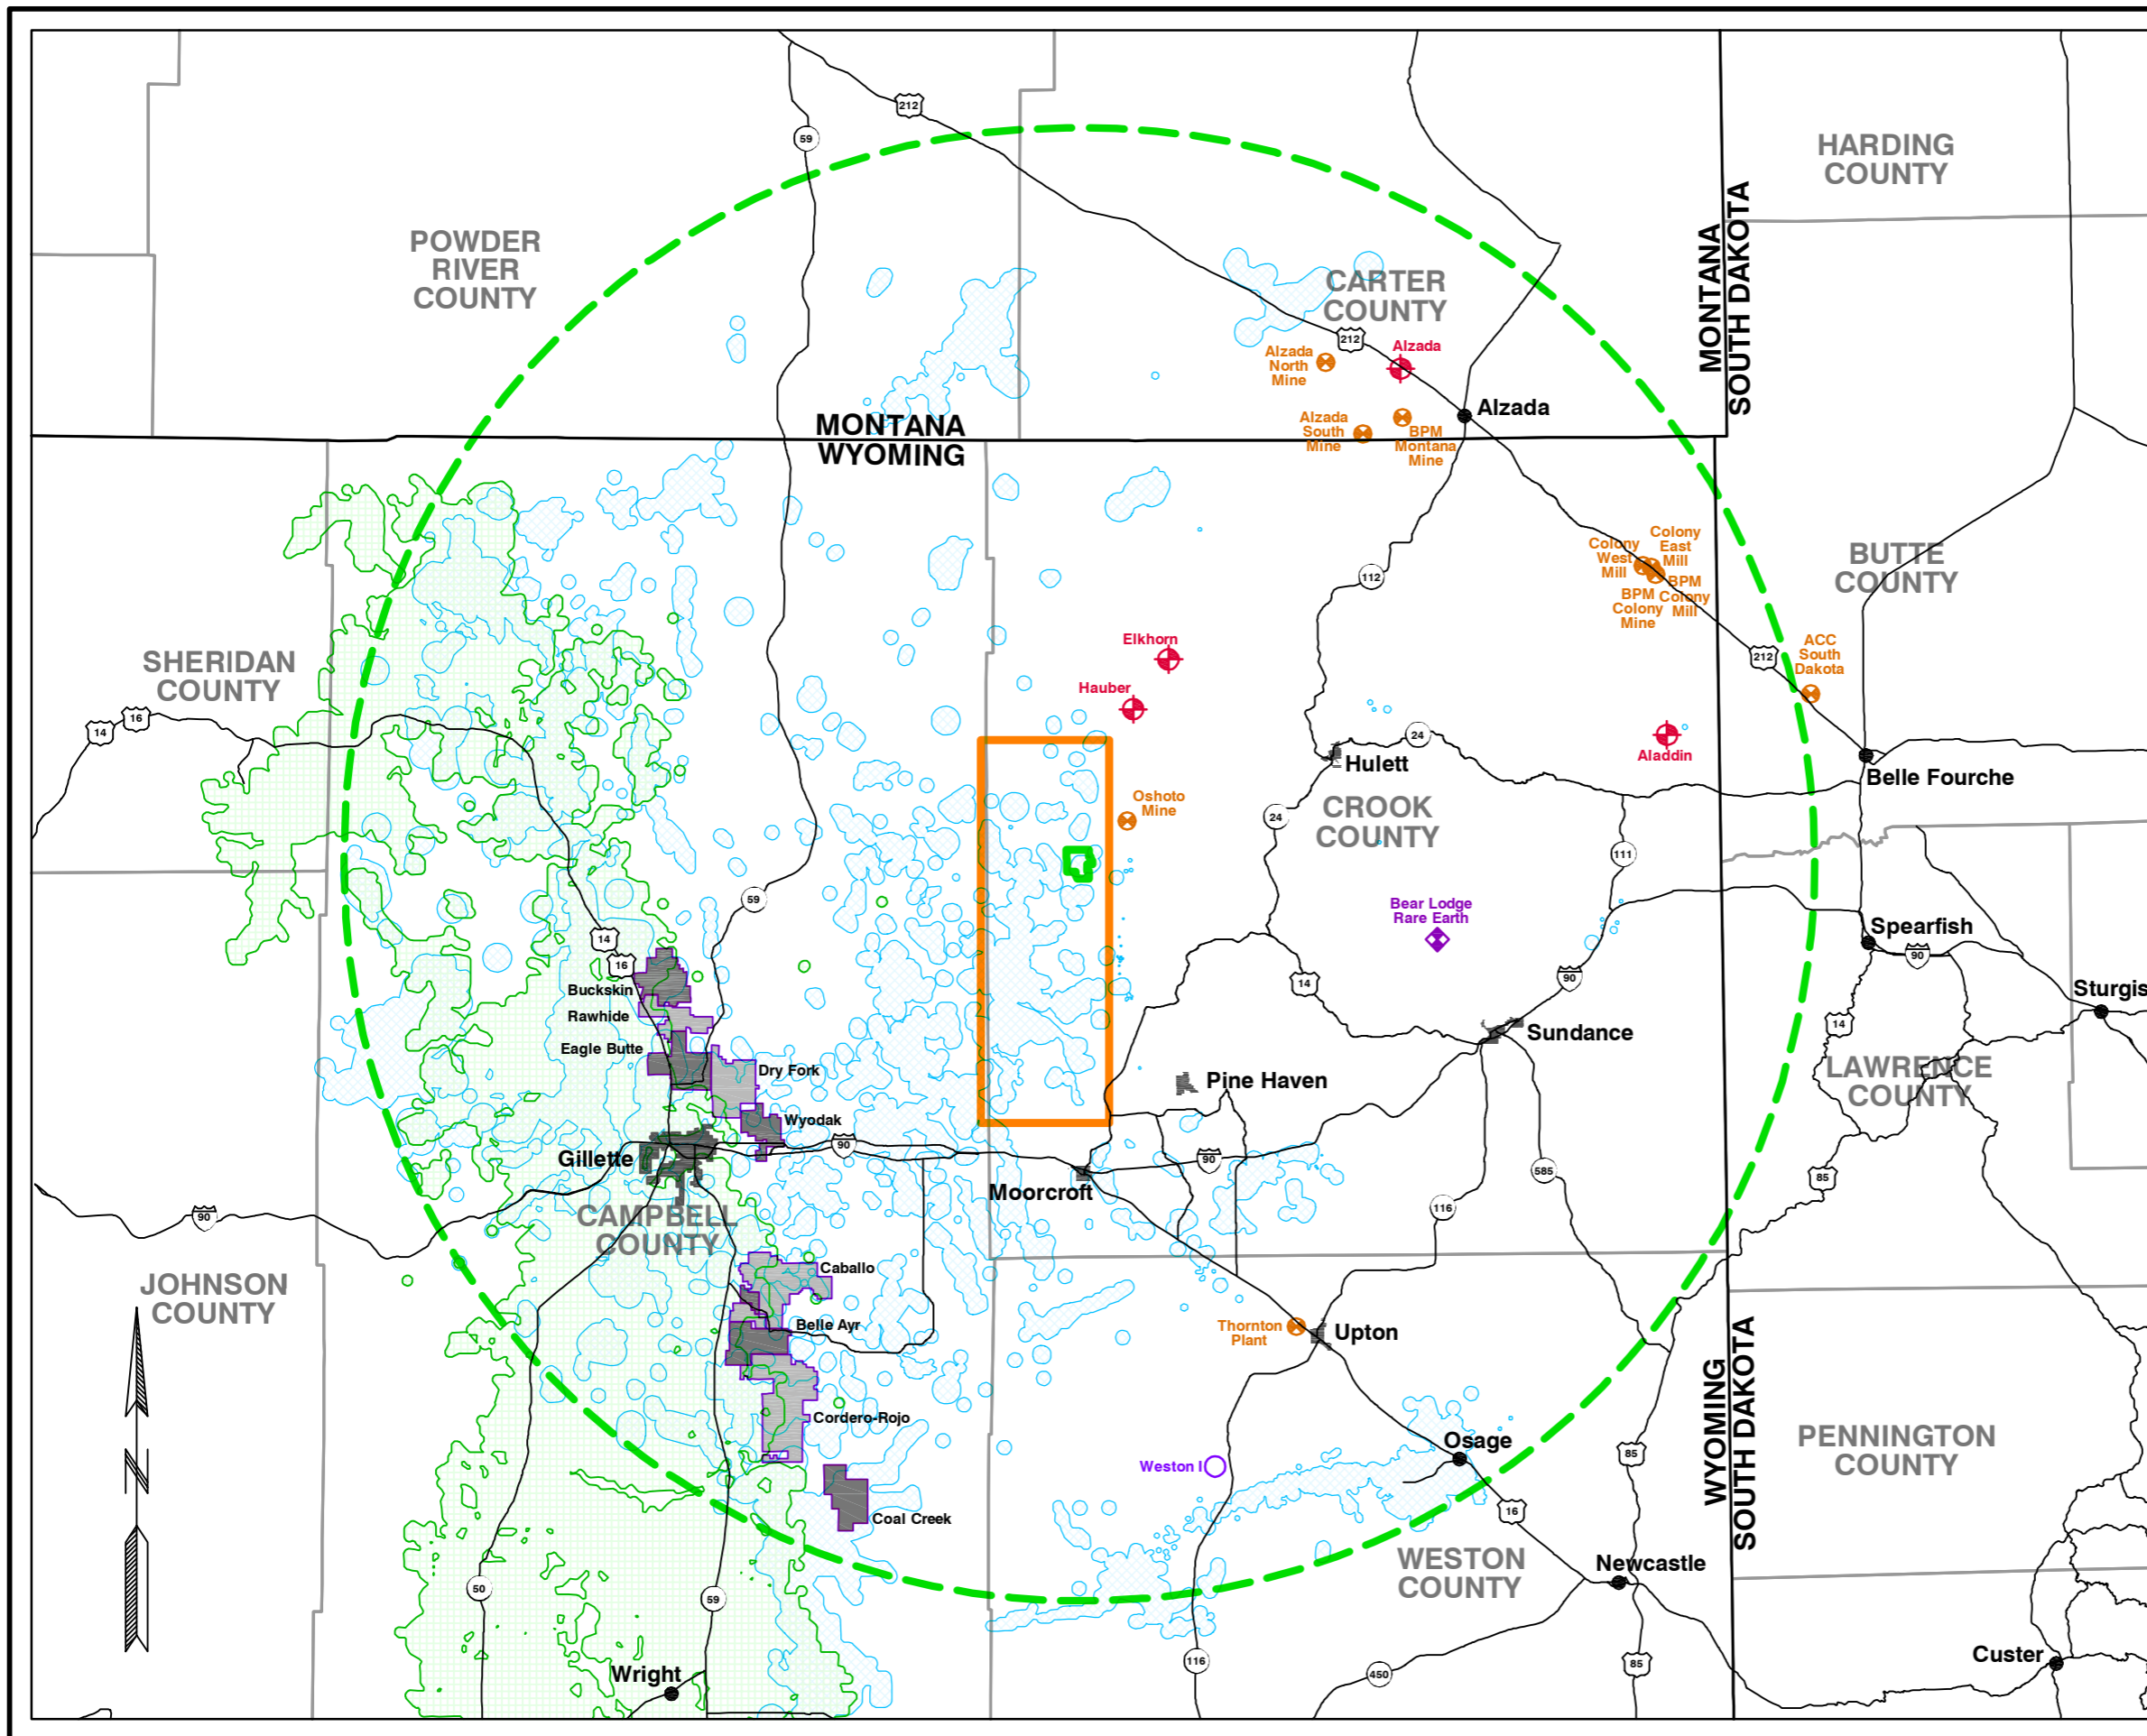 212
59
HARDING
COUNTY
POWDER
RIVER
COUNTY
MONTANA
SOUTH DAKOTA
CARTER
COUNTY
212
Alzada
North
Mine
Alzada
Alzada
Alzada
South
Mine
BPM
Montana
Mine
MONTANA
WYOMING
Colony
West
Mill
Colony
East
Mill
BPM
Colony
Mill
BPM
Colony
Mine
BUTTE
COUNTY
112
212
ACC
South
Dakota
Elkhorn
Hauber
SHERIDAN
COUNTY
14
16
24
Hulett
Aladdin
Belle Fourche
Oshoto
Mine
CROOK
COUNTY
24
111
59
Bear Lodge
Rare Earth
Spearfish
90
14
16
Buckskin
Rawhide
Eagle Butte
Dry Fork
Wyodak
14
90
Sundance
Sturgis
14
LAWRENCE
COUNTY
Pine Haven
90
Gillette
90
Moorcroft
585
85
116
90
CAMPBELL
COUNTY
JOHNSON
COUNTY
Caballo
Belle Ayr
Thornton
Plant
Upton
WYOMING
SOUTH DAKOTA
Cordero-Rojo
PENNINGTON
COUNTY
Osage
85
Weston I
N
Coal Creek
16
WESTON
COUNTY
Newcastle
50
59
Wright
116
450
85
Custer